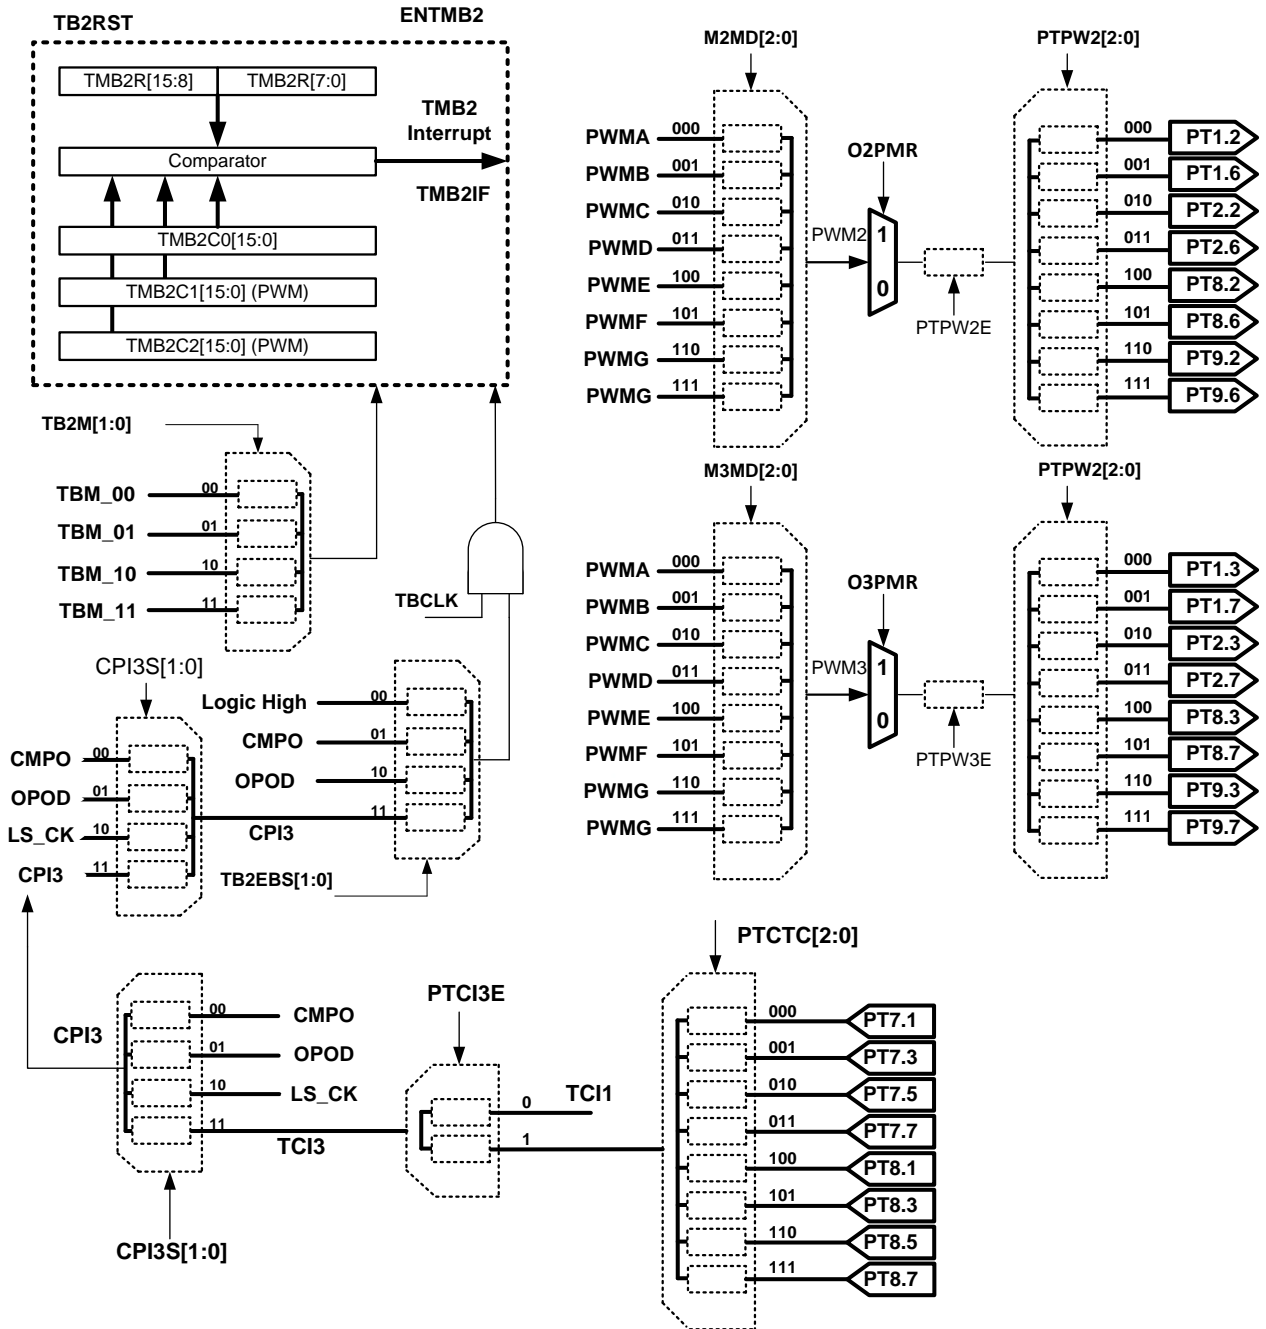 TB2RST
ENTMB2
TMB2R[15:8]
TMB2R[7:0]
TMB2
Interrupt
Comparator
TMB2IF
TMB2C0[15:0]
TMB2C1[15:0] (PWM)
TMB2C2[15:0] (PWM)
TB2M[1:0]
TBM_00
00
TBM_01
01
TBM_10
10
TBM_11
11
TBCLK
CPI3S[1:0]
CMPO
00
OPOD
01
LS_CK
10
CPI3
11
Logic High
00
CMPO
01
OPOD
10
CPI3
11
TB2EBS[1:0]
M2MD[2:0]
PWMA
000
PWMB
001
PWMC
010
PWMD
011
PWME
100
PWMF
101
PWMG
110
PWMG
111
O2PMR
PWM2
1
0
PTPW2E
PTPW2[2:0]
000
PT1.2
001
PT1.6
010
PT2.2
011
PT2.6
100
PT8.2
101
PT8.6
110
PT9.2
111
PT9.6
M3MD[2:0]
PWMA
000
PWMB
001
PWMC
010
PWMD
011
PWME
100
PWMF
101
PWMG
110
PWMG
111
O3PMR
PWM3
1
0
PTPW3E
PTPW2[2:0]
000
PT1.3
001
PT1.7
010
PT2.3
011
PT2.7
100
PT8.3
101
PT8.7
110
PT9.3
111
PT9.7
CPI3
00
CMPO
01
OPOD
10
LS_CK
11
TCI3
CPI3S[1:0]
PTCI3E
0
TCI1
1
PTCTC[2:0]
000
PT7.1
001
PT7.3
010
PT7.5
011
PT7.7
100
PT8.1
101
PT8.3
110
PT8.5
111
PT8.7